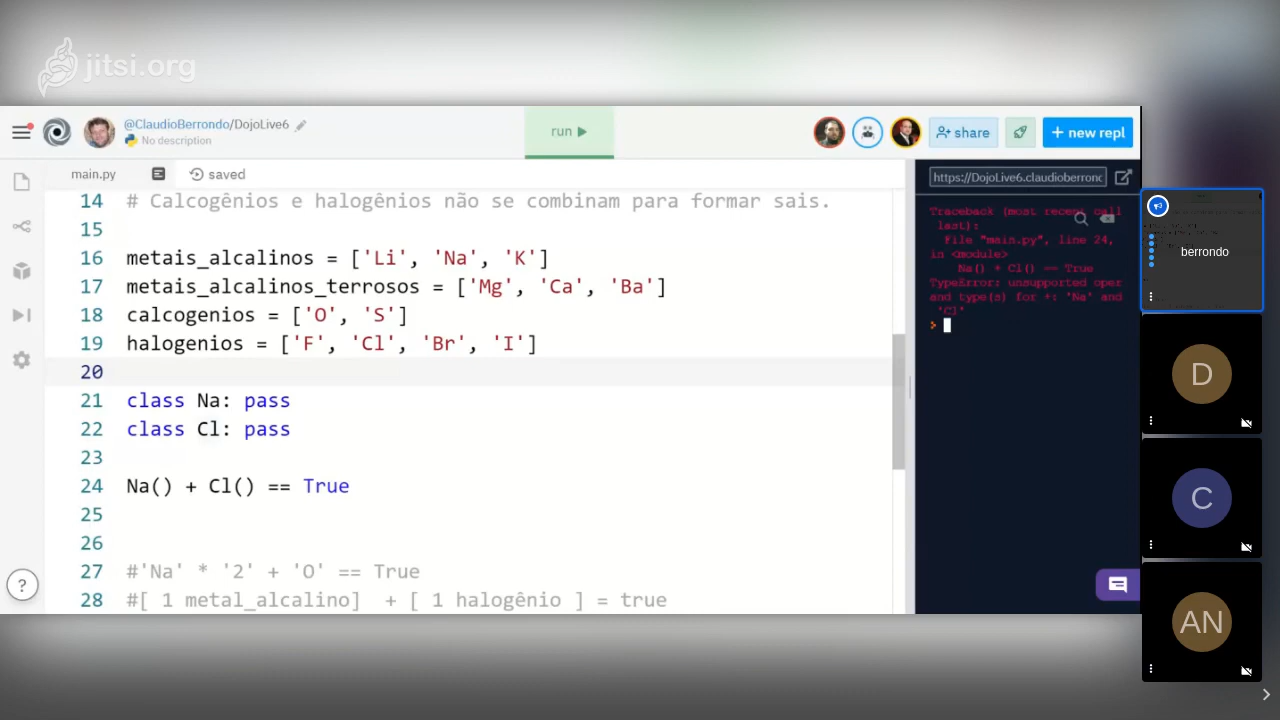 jitsi.org
@ClaudioBerrondo/DojoLive6
No description
run
share
+ new repl
main.py
saved
14 # Calcogênios e halogênios não se combinam para formar sais.
15
16 metais_alcalinos = ['Li', 'Na', 'K']
17 metais_alcalinos_terrosos = ['Mg', 'Ca', 'Ba']
18 calcogenios = ['O', 'S']
19 halogenios = ['F', 'Cl', 'Br', 'I']
20
21 class Na: pass
22 class Cl: pass
23
24 Na() + Cl() == True
25
26
27 #'Na' * '2' + 'O' == True
28 #[ 1 metal_alcalino]  + [ 1 halogênio ] = true
?
https://DojoLive6.claudioberronc
Traceback (most recent call
last):
file "main.py", line 24,
in <module>
Na() + Cl() == True
TypeError: unsupported oper
and type(s) for +: 'Na' and
'Cl'
>
berrondo
D
C
AN